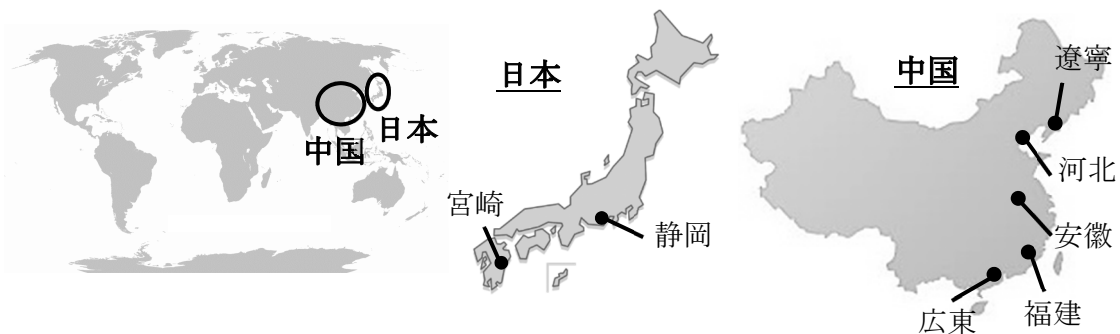 中国
日本
日本
宮崎
静岡
中国
遼寧
河北
安徽
福建
広東